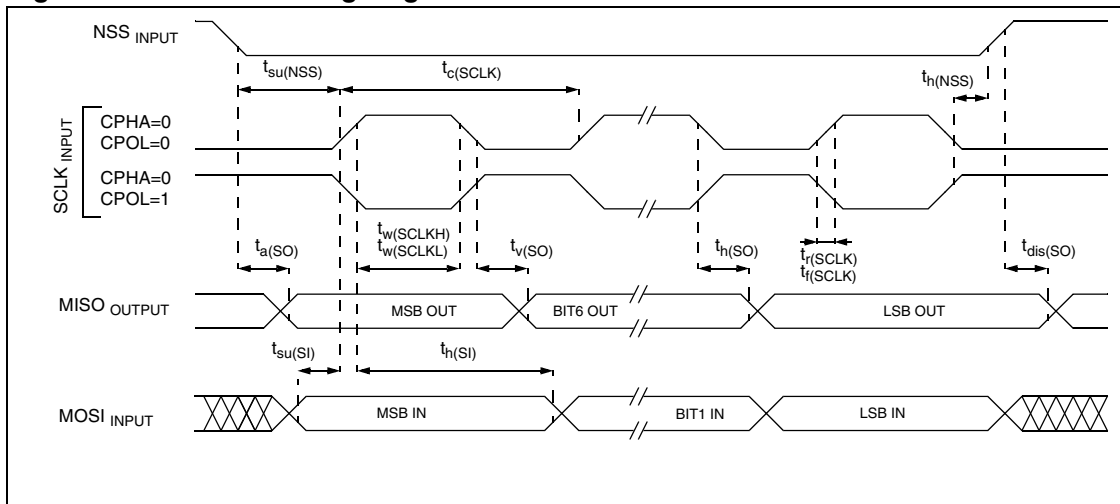 NSS INPUT
tsu(NSS)
tc(SCLK)
th(NSS)
SCLK INPUT
CPHA=0
CPOL=0
CPHA=0
CPOL=1
ta(SO)
tw(SCLKH)
tw(SCLKL)
tv(SO)
th(SO)
tr(SCLK)
tf(SCLK)
tdis(SO)
MISO OUTPUT
MSB OUT
BIT6 OUT
LSB OUT
tsu(SI)
th(SI)
MOSI INPUT
MSB IN
BIT1 IN
LSB IN